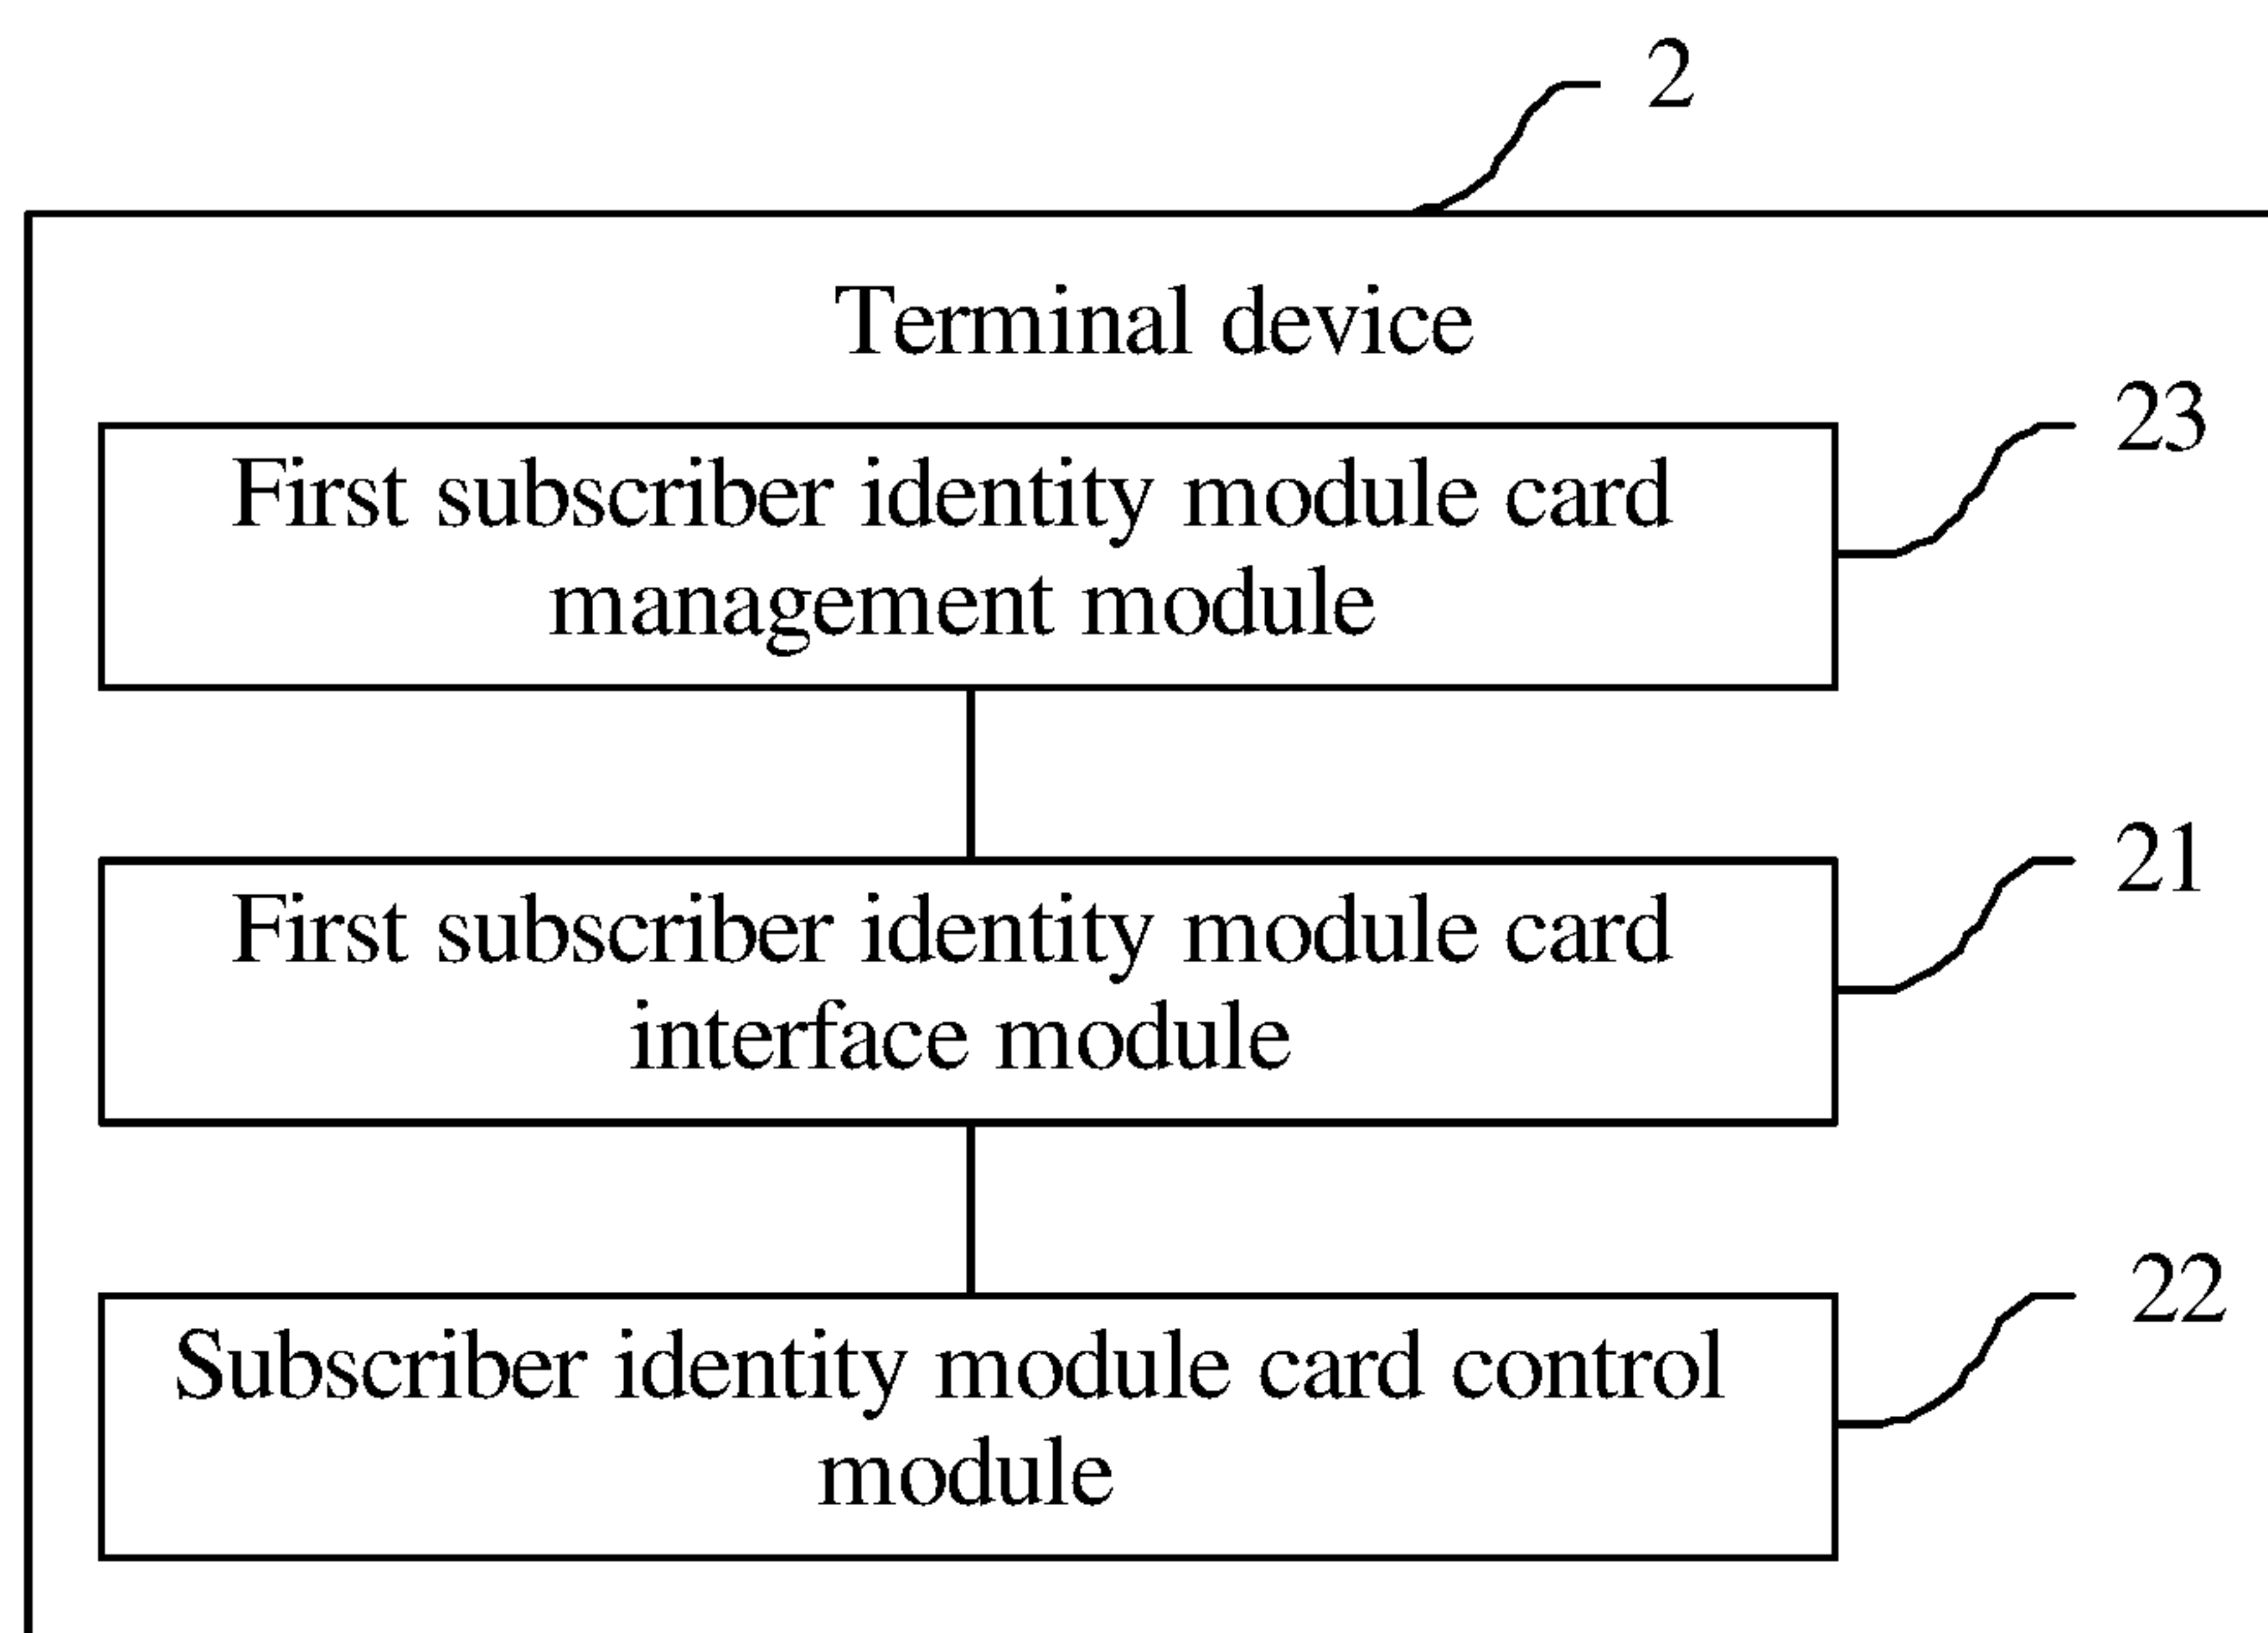 2
Terminal device
23
First subscriber identity module card
management module
21
First subscriber identity module card
interface module
22
Subscriber identity module card control
module